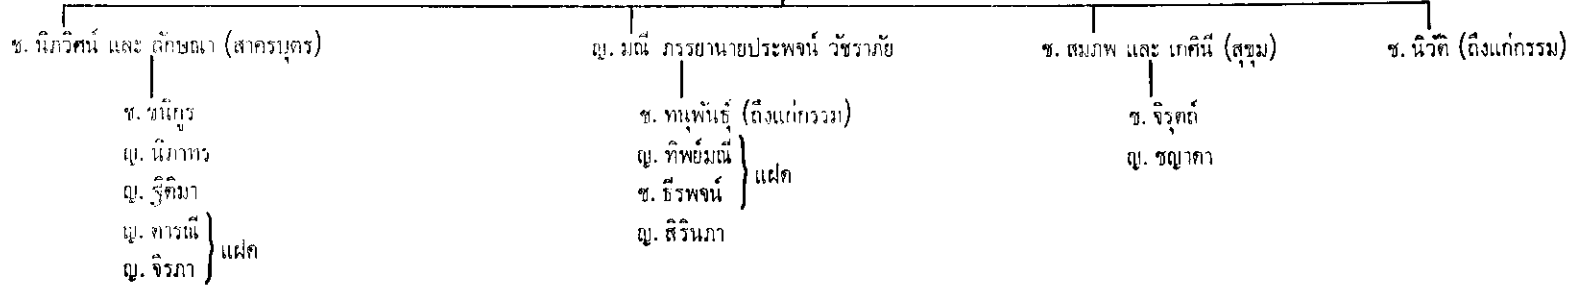 ช. นิภวิศน์ และ ลักษณา (สาครบุตร)
ญ. มณี ภรรยานายประพจน์ วัชราภัย
ช. สมภพ และ เกศินี (สุขุม)
ช. นิวัติ (ถึงแก่กรรม)
ช. ชนิกูร
ญ. นิภาพร
ญ. ฐิติมา
ญ. ดารณี
ญ. จิรภา
แฝด
ช. ทนุพันธุ์ (ถึงแก่กรรม)
ญ. ทิพย์มณี
ช. ธีรพจน์
แฝด
ญ. สิรินภา
ช. จิรุตถ์
ญ. ชญาดา